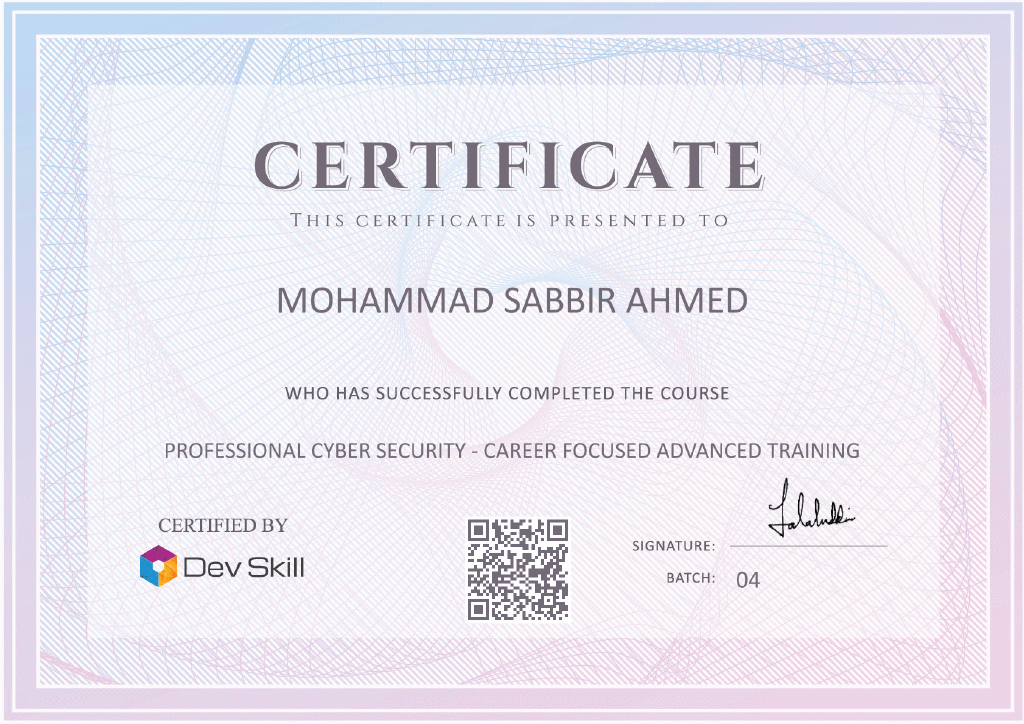 CERTIFICATE
THIS CERTIFICATE IS PRESENTED TO
MOHAMMAD SABBIR AHMED
WHO HAS SUCCESSFULLY COMPLETED THE COURSE
PROFESSIONAL CYBER SECURITY - CAREER FOCUSED ADVANCED TRAINING
CERTIFIED BY
Dev Skill
SIGNATURE:
BATCH: 04